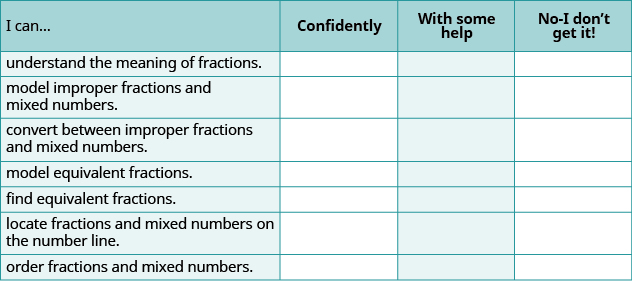 I can...
Confidently
With some
help
No-I don’t
get it!
understand the meaning of fractions.
model improper fractions and
mixed numbers.
convert between improper fractions
and mixed numbers.
model equivalent fractions.
find equivalent fractions.
locate fractions and mixed numbers on
the number line.
order fractions and mixed numbers.